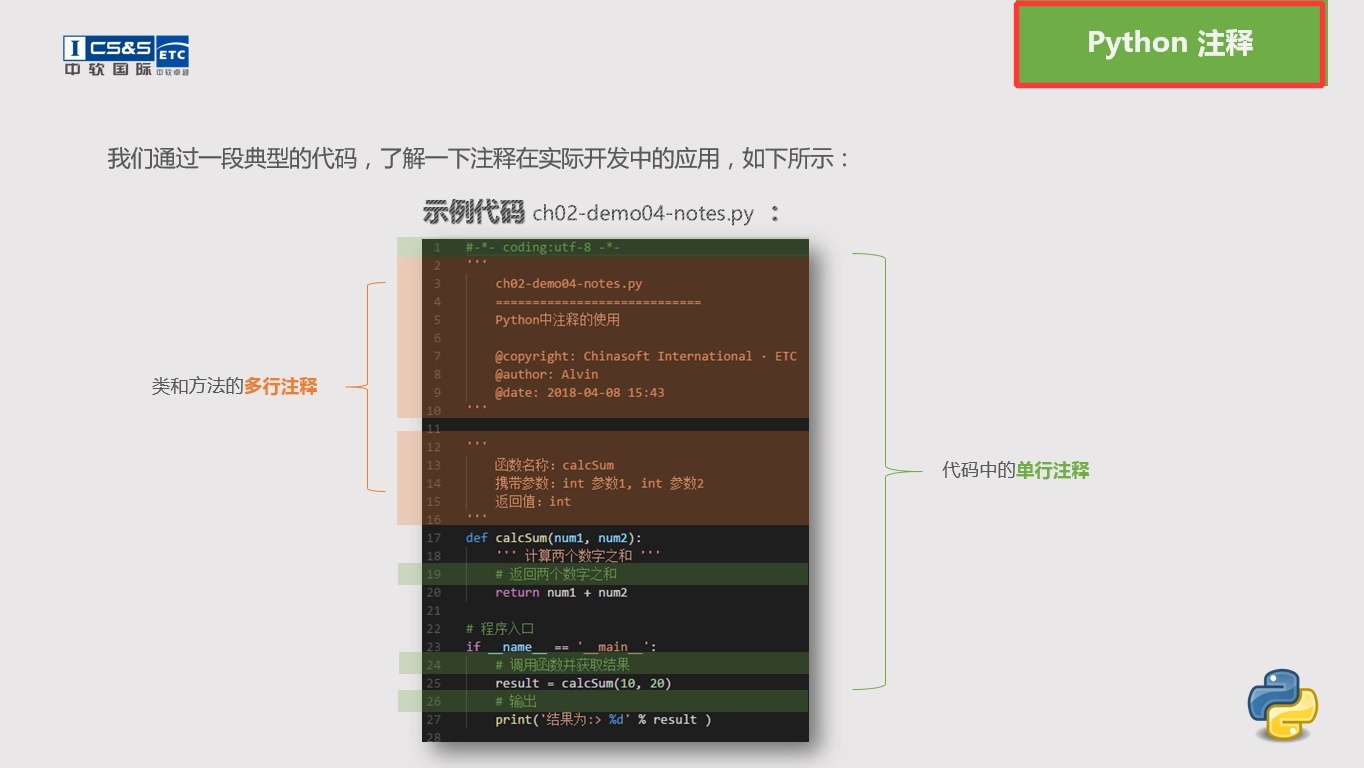 CS&S ETC
中软国际 中软卓越
Python 注释
我们通过一段典型的代码，了解一下注释在实际开发中的应用，如下所示：
示例代码 ch02-demo04-notes.py ：
1 #-*- coding:utf-8 -*-
2 '''
3 ch02-demo04-notes.py
4 ============================
5 Python中注释的使用
6
7 @copyright: Chinasoft International · ETC
8 @author: Alvin
9 @date: 2018-04-08 15:43
10 '''
11
12 '''
13 函数名称：calcSum
14 携带参数：int 参数1, int 参数2
15 返回值：int
16 '''
17 def calcSum(num1, num2):
18 ''' 计算两个数字之和 '''
19 # 返回两个数字之和
20 return num1 + num2
21
22 # 程序入口
23 if __name__ == '__main__':
24 # 调用函数并获取结果
25 result = calcSum(10, 20)
26 # 输出
27 print('结果为:> %d' % result )
28
类和方法的多行注释
代码中的单行注释